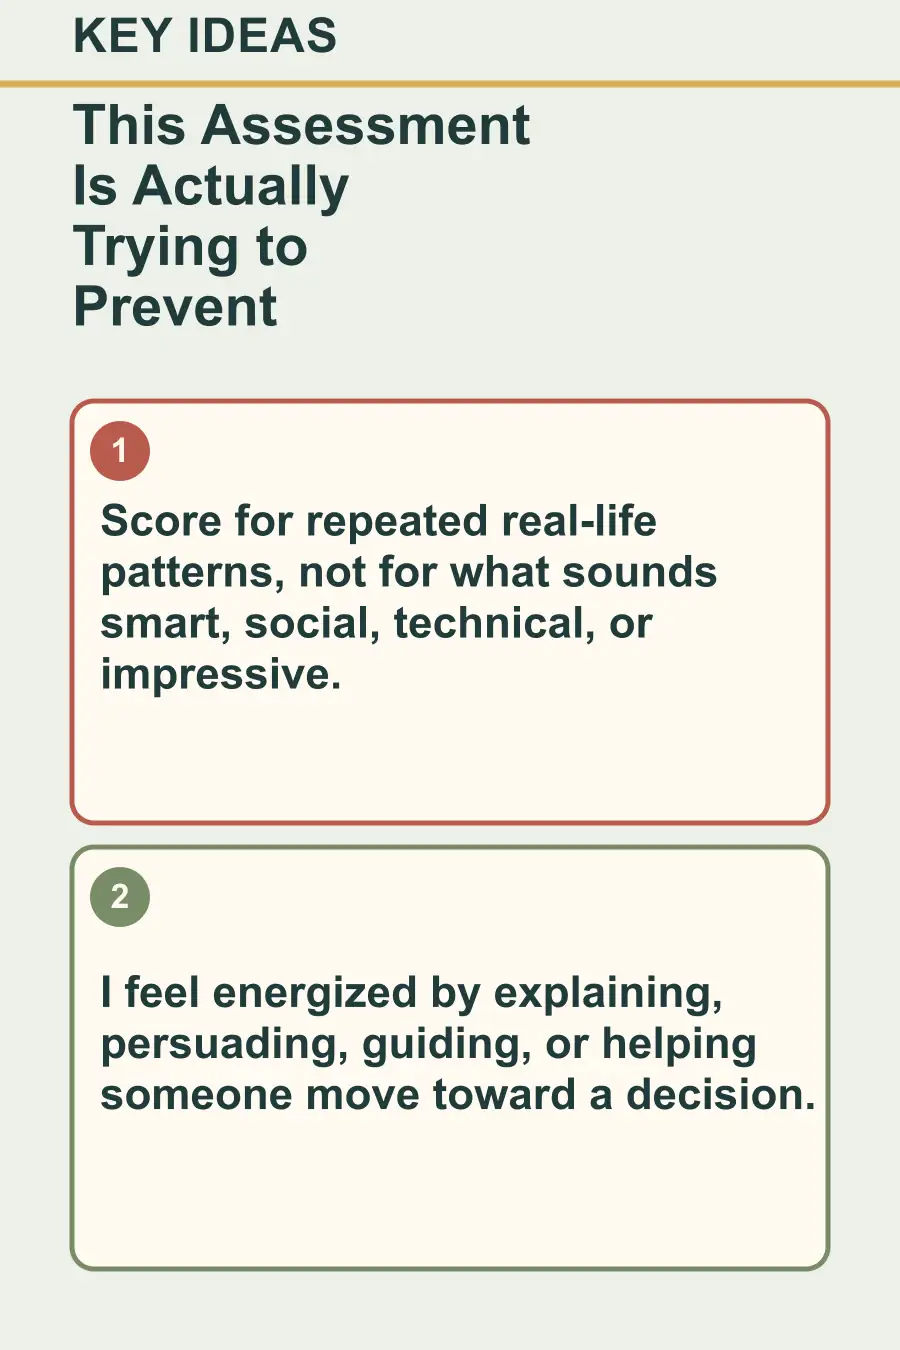 KEY IDEAS
This Assessment
Is Actually
Trying to
Prevent
1
Score for repeated real-life
patterns, not for what sounds
smart, social, technical, or
impressive.
2
I feel energized by explaining,
persuading, guiding, or helping
someone move toward a decision.